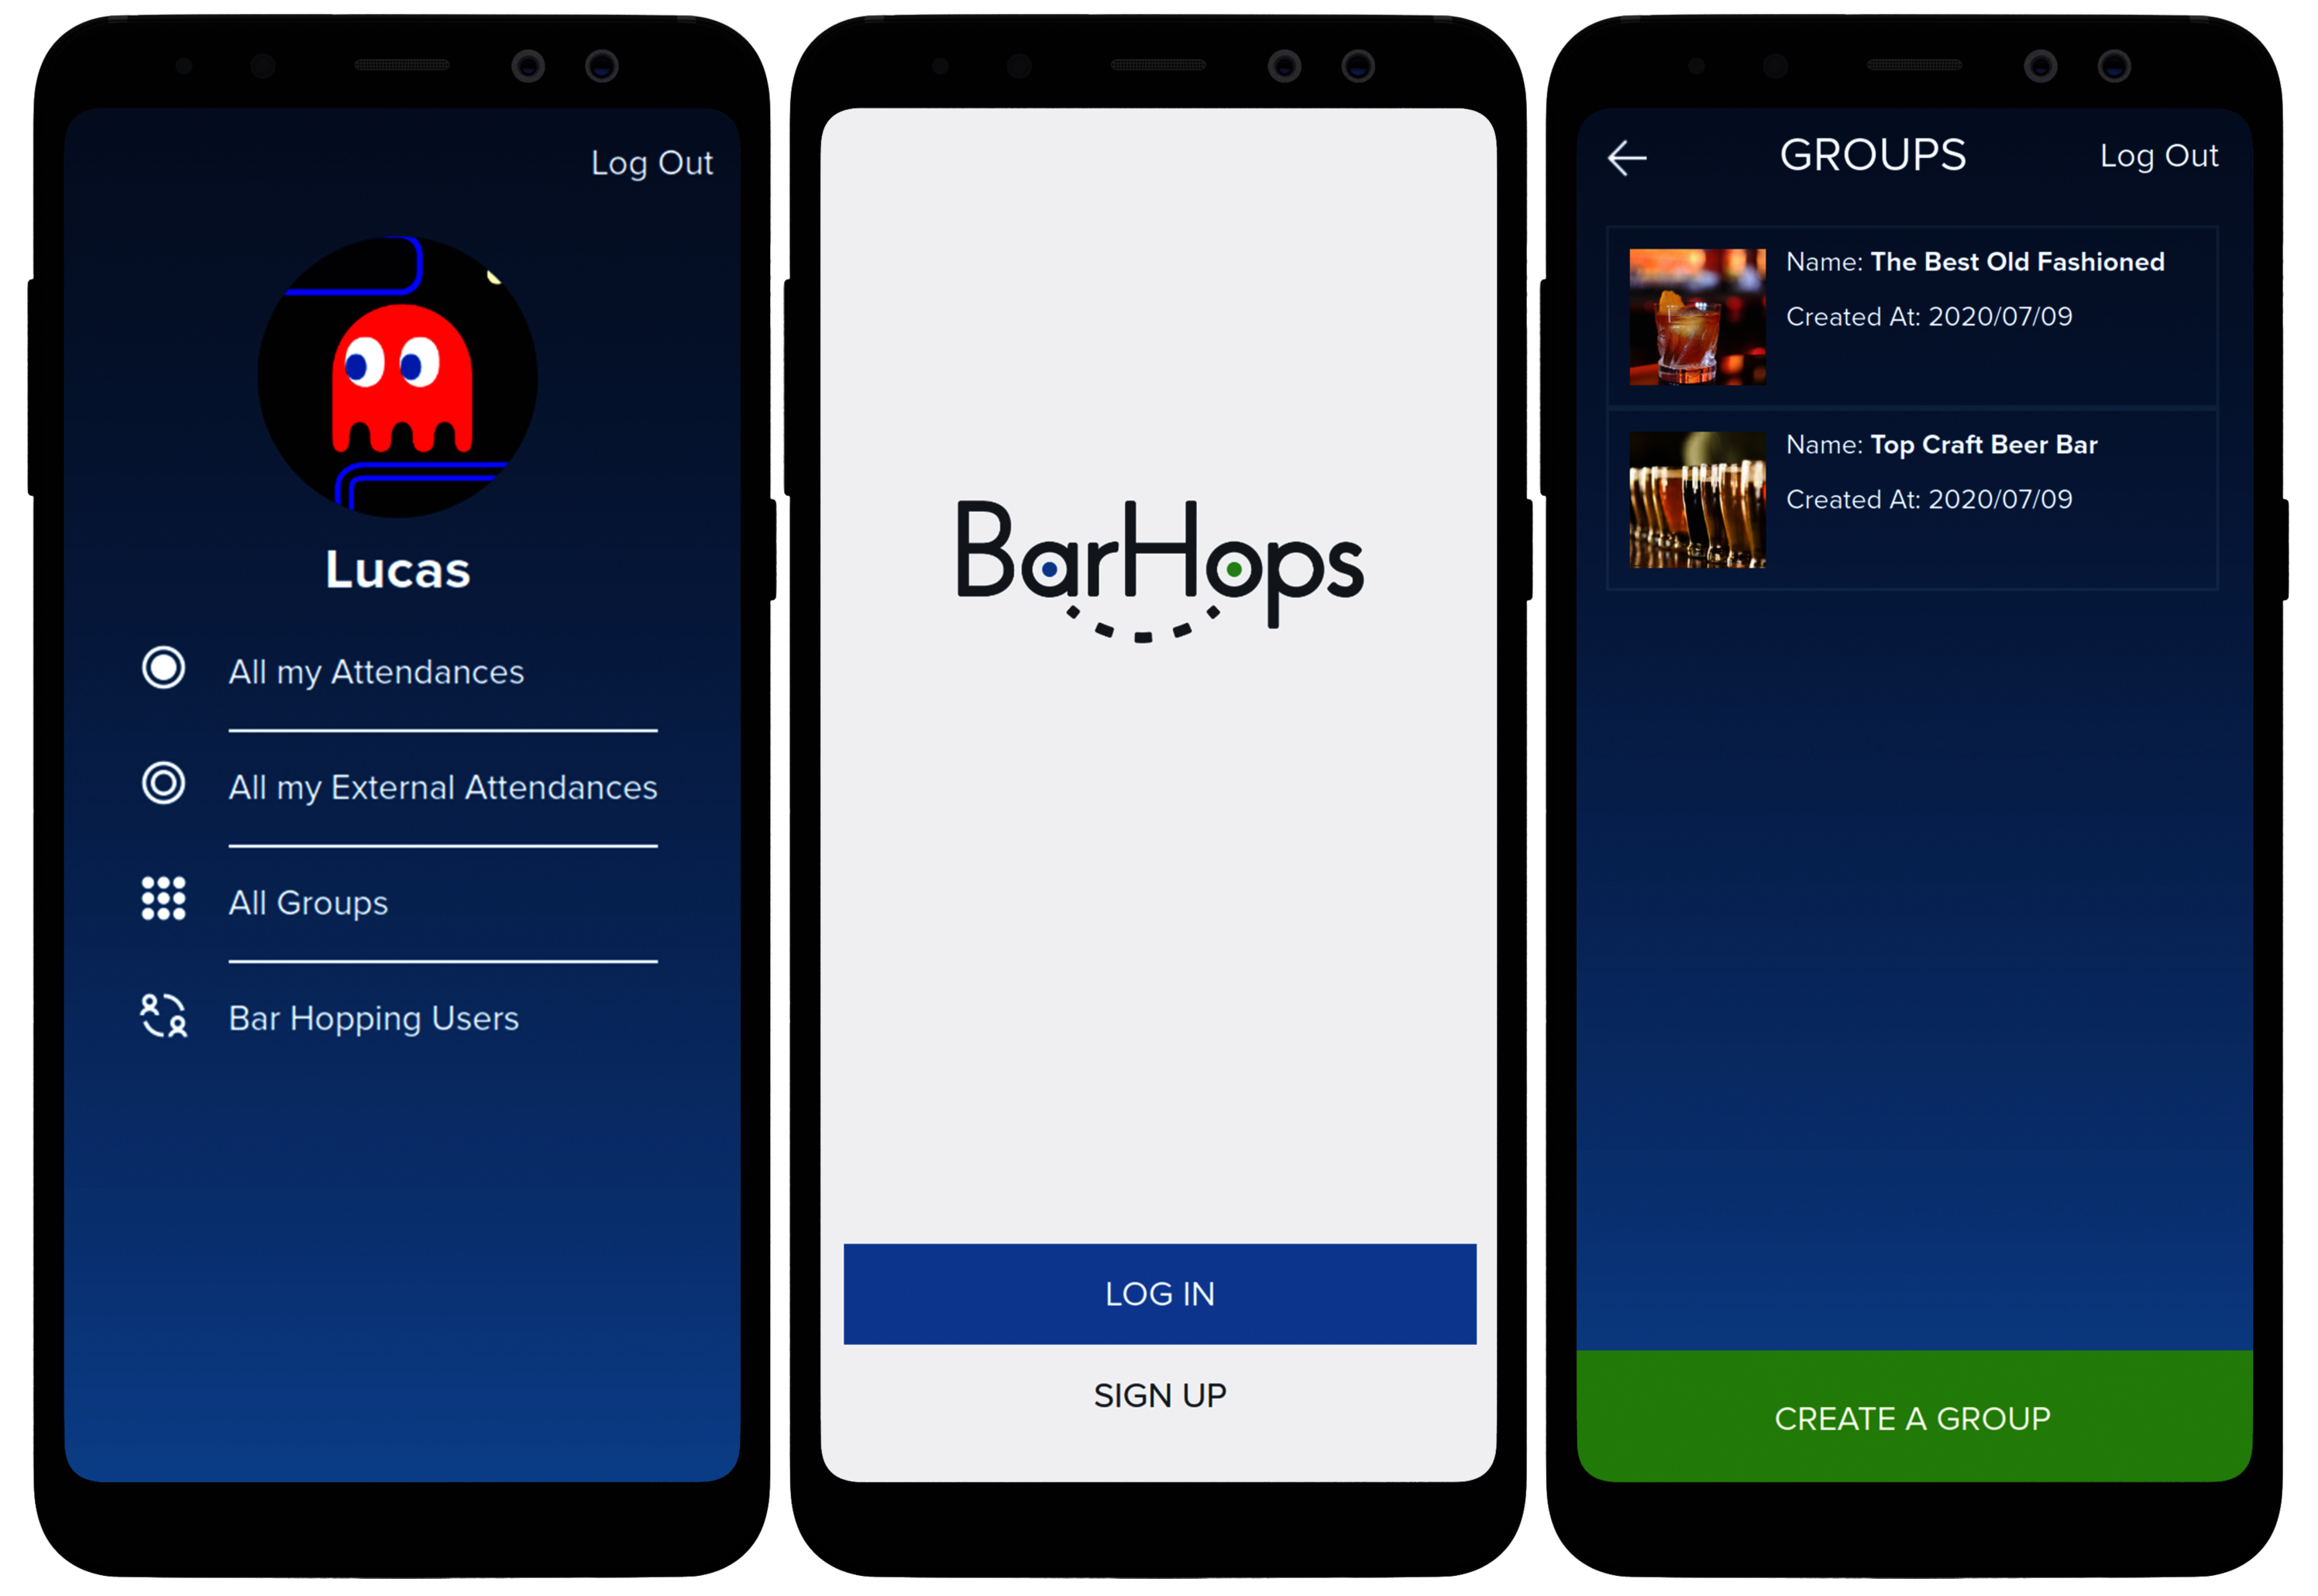 Log Out
Lucas
All my Attendances
All my External Attendances
All Groups
Bar Hopping Users
BarHops
LOG IN
SIGN UP
GROUPS
Log Out
Name: The Best Old Fashioned
Created At: 2020/07/09
Name: Top Craft Beer Bar
Created At: 2020/07/09
CREATE A GROUP